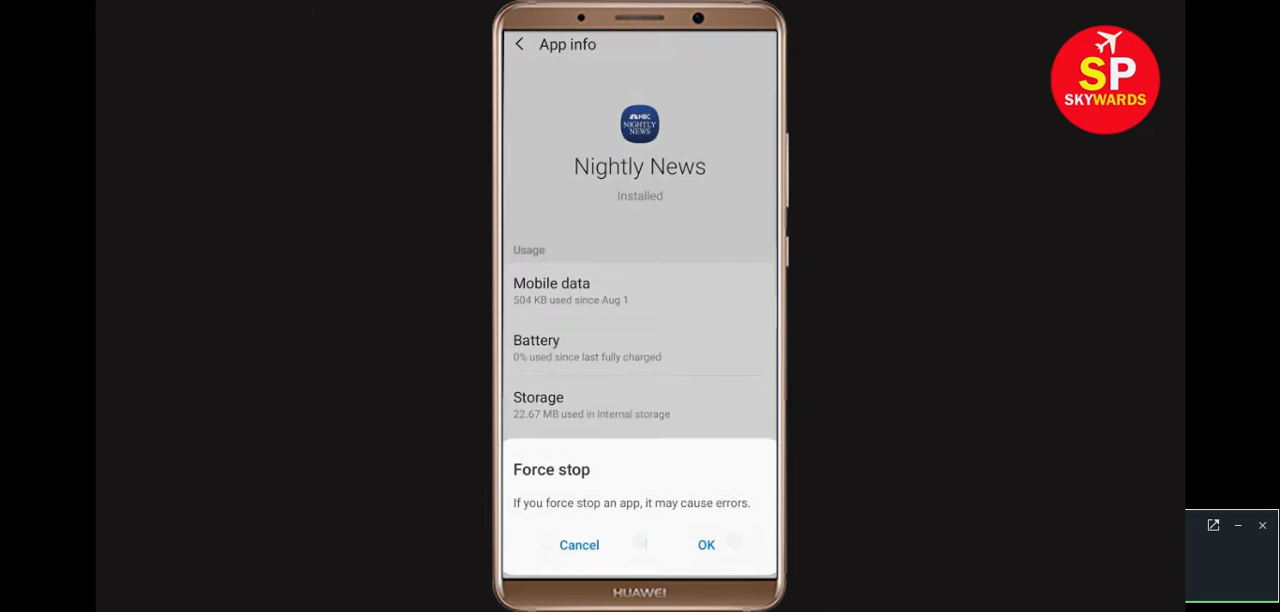 App info
NBC
NIGHTLY
NEWS
Nightly News
Installed
Usage
Mobile data
504 KB used since Aug 1
Battery
0% used since last fully charged
Storage
22.67 MB used in Internal storage
Force stop
If you force stop an app, it may cause errors.
Cancel
OK
HUAWEI
SP
SKYWARDS